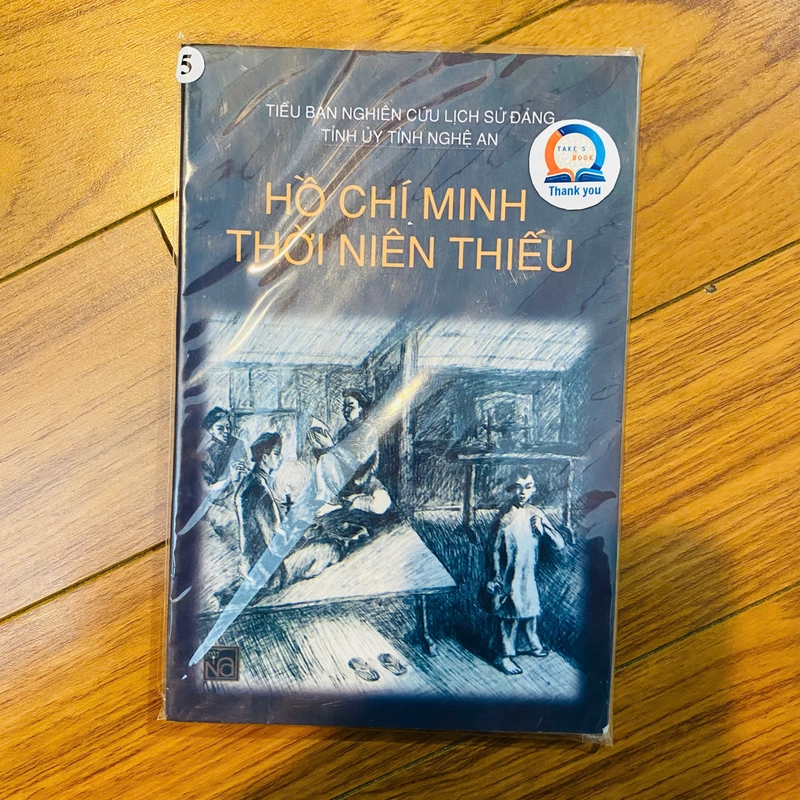 5
TIỂU BAN NGHIÊN CỨU LỊCH SỬ ĐẢNG
TỈNH ỦY TỈNH NGHỆ AN
TAKE'S
BOOK
Thank you
HỒ CHÍ MINH
THỜI NIÊN THIẾU
NA